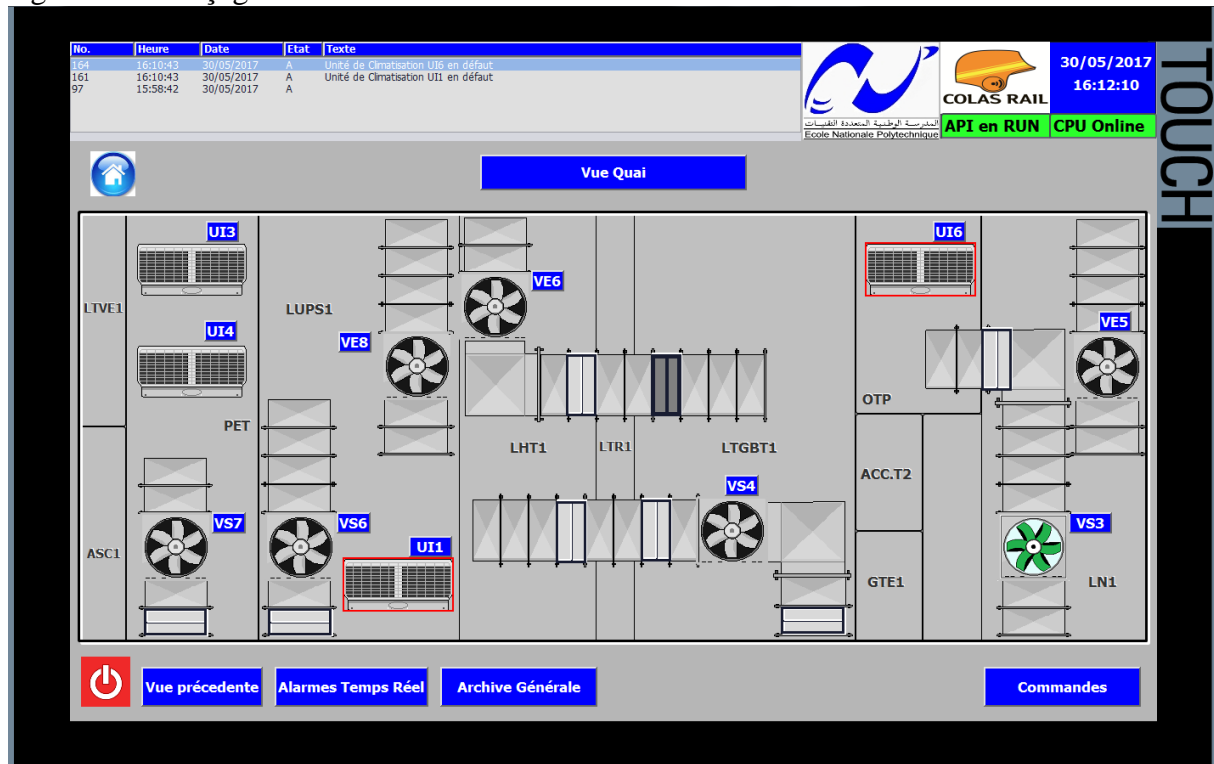 No. Heure Date Etat Texte
164 16:10:43 30/05/2017 A Unité de Climatisation UI6 en défaut
161 16:10:43 30/05/2017 A Unité de Climatisation UI1 en défaut
97 15:58:42 30/05/2017 A
المدرسة الوطنية المتعددة التقنيات
Ecole Nationale Polytechnique
COLAS RAIL
30/05/2017
16:12:10
API en RUN
CPU Online
TOUCH
Vue Quai
UI3
UI6
VE6
LTVE1
LUPS1
UI4
VE8
VE5
OTP
PET
LHT1
LTR1
LTGBT1
ACC.T2
VS4
VS7
VS6
VS3
UI1
ASC1
GTE1
LN1
Vue précedente
Alarmes Temps Réel
Archive Générale
Commandes